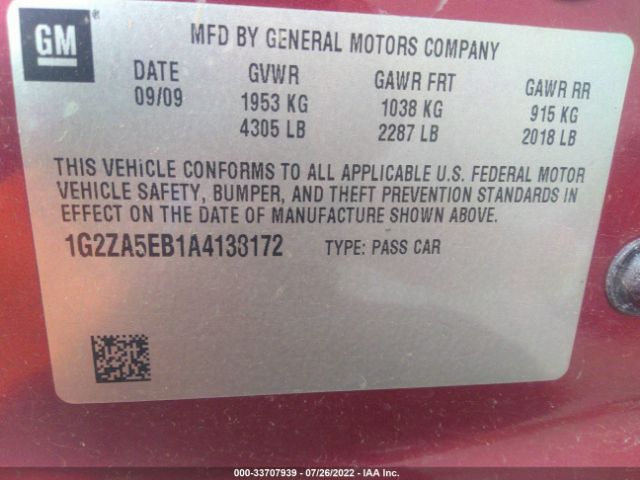 GM
MFD BY GENERAL MOTORS COMPANY
DATE GVWR GAWR FRT GAWR RR
09/09 1953 KG 1038 KG 915 KG
4305 LB 2287 LB 2018 LB
THIS VEHICLE CONFORMS TO ALL APPLICABLE U.S. FEDERAL MOTOR
VEHICLE SAFETY, BUMPER, AND THEFT PREVENTION STANDARDS IN
EFFECT ON THE DATE OF MANUFACTURE SHOWN ABOVE.
1G2ZA5EB1A4138172 TYPE: PASS CAR
000-33707939 - 07/26/2022 - IAA Inc.